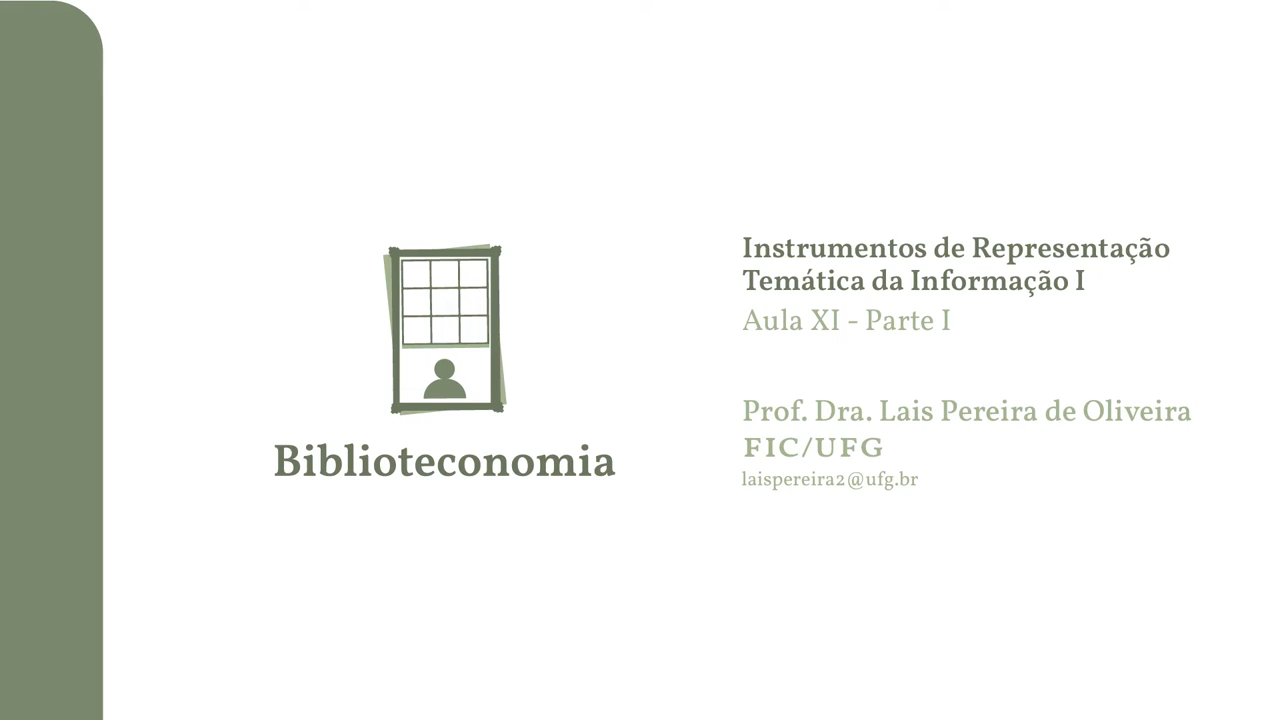 Biblioteconomia
Instrumentos de Representação
Temática da Informação I
Aula XI - Parte I
Prof. Dra. Lais Pereira de Oliveira
FIC/UFG
laispereira2@ufg.br